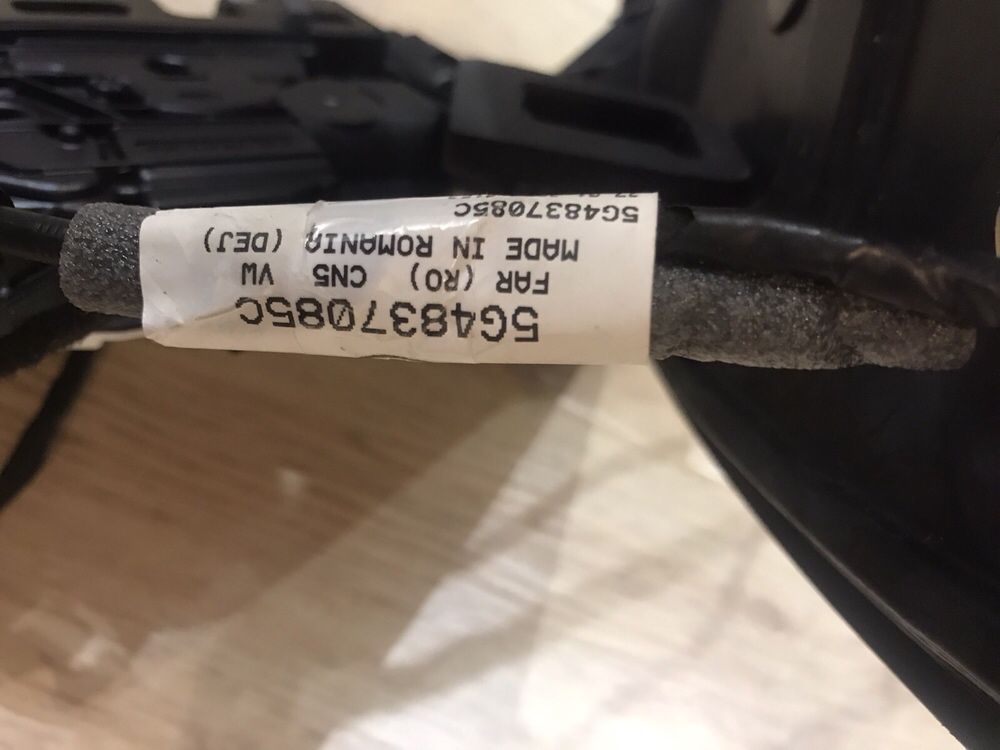 5G4837085C
FAR (RO) CN5 VW
MADE IN ROMANIA (DEJ)
5G4837085C